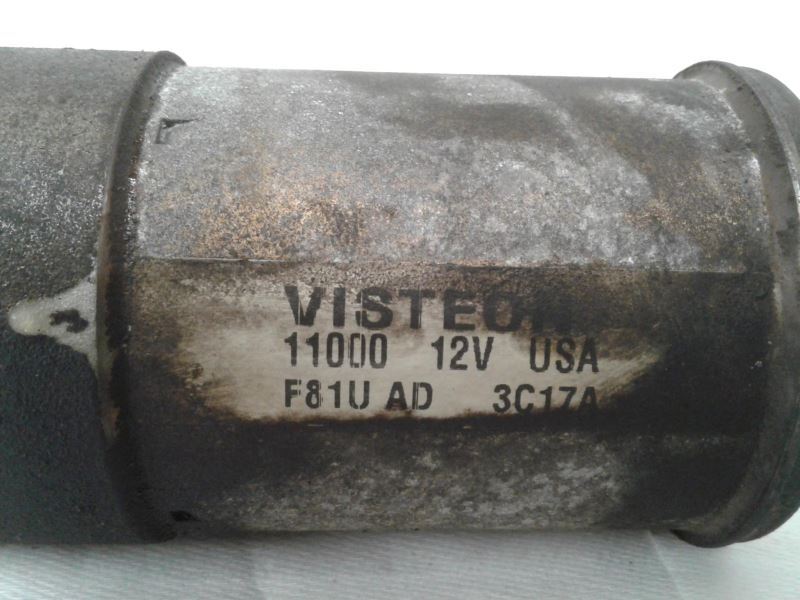 VISTEON
11000 12V USA
F81U AD 3C17A